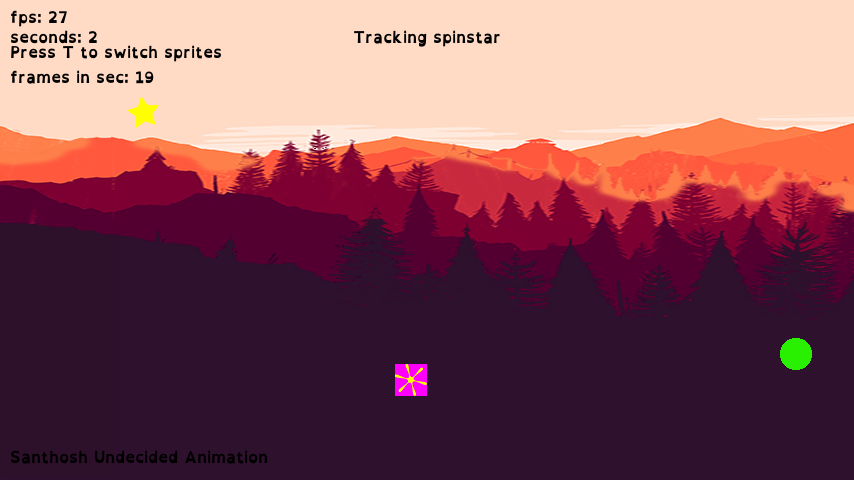 fps: 27
seconds: 2
Tracking spinstar
Press T to switch sprites
frames in sec: 19
Santhosh Undecided Animation